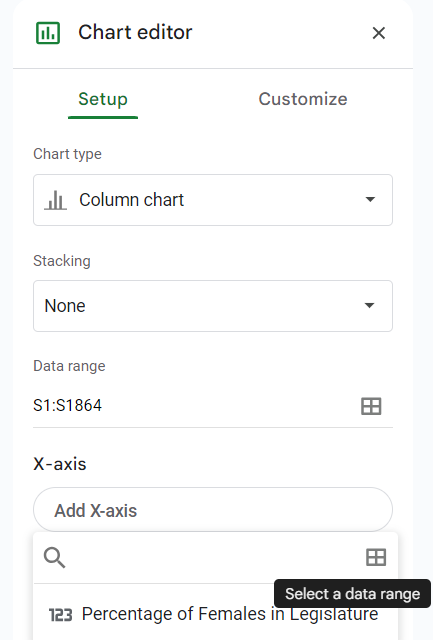 Chart editor
Setup Customize
Chart type
Column chart
Stacking
None
Data range
S1:S1864
X-axis
Add X-axis
Select a data range
123 Percentage of Females in Legislature